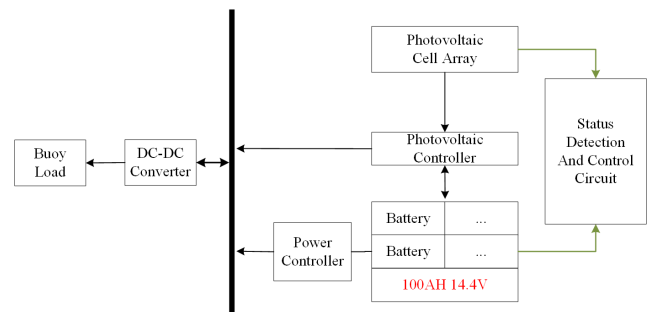 Photovoltaic
Cell Array
Status
Detection
And Control
Circuit
Buoy
Load
DC-DC
Converter
Photovoltaic
Controller
Battery
...
Battery
...
Power
Controller
100AH 14.4V